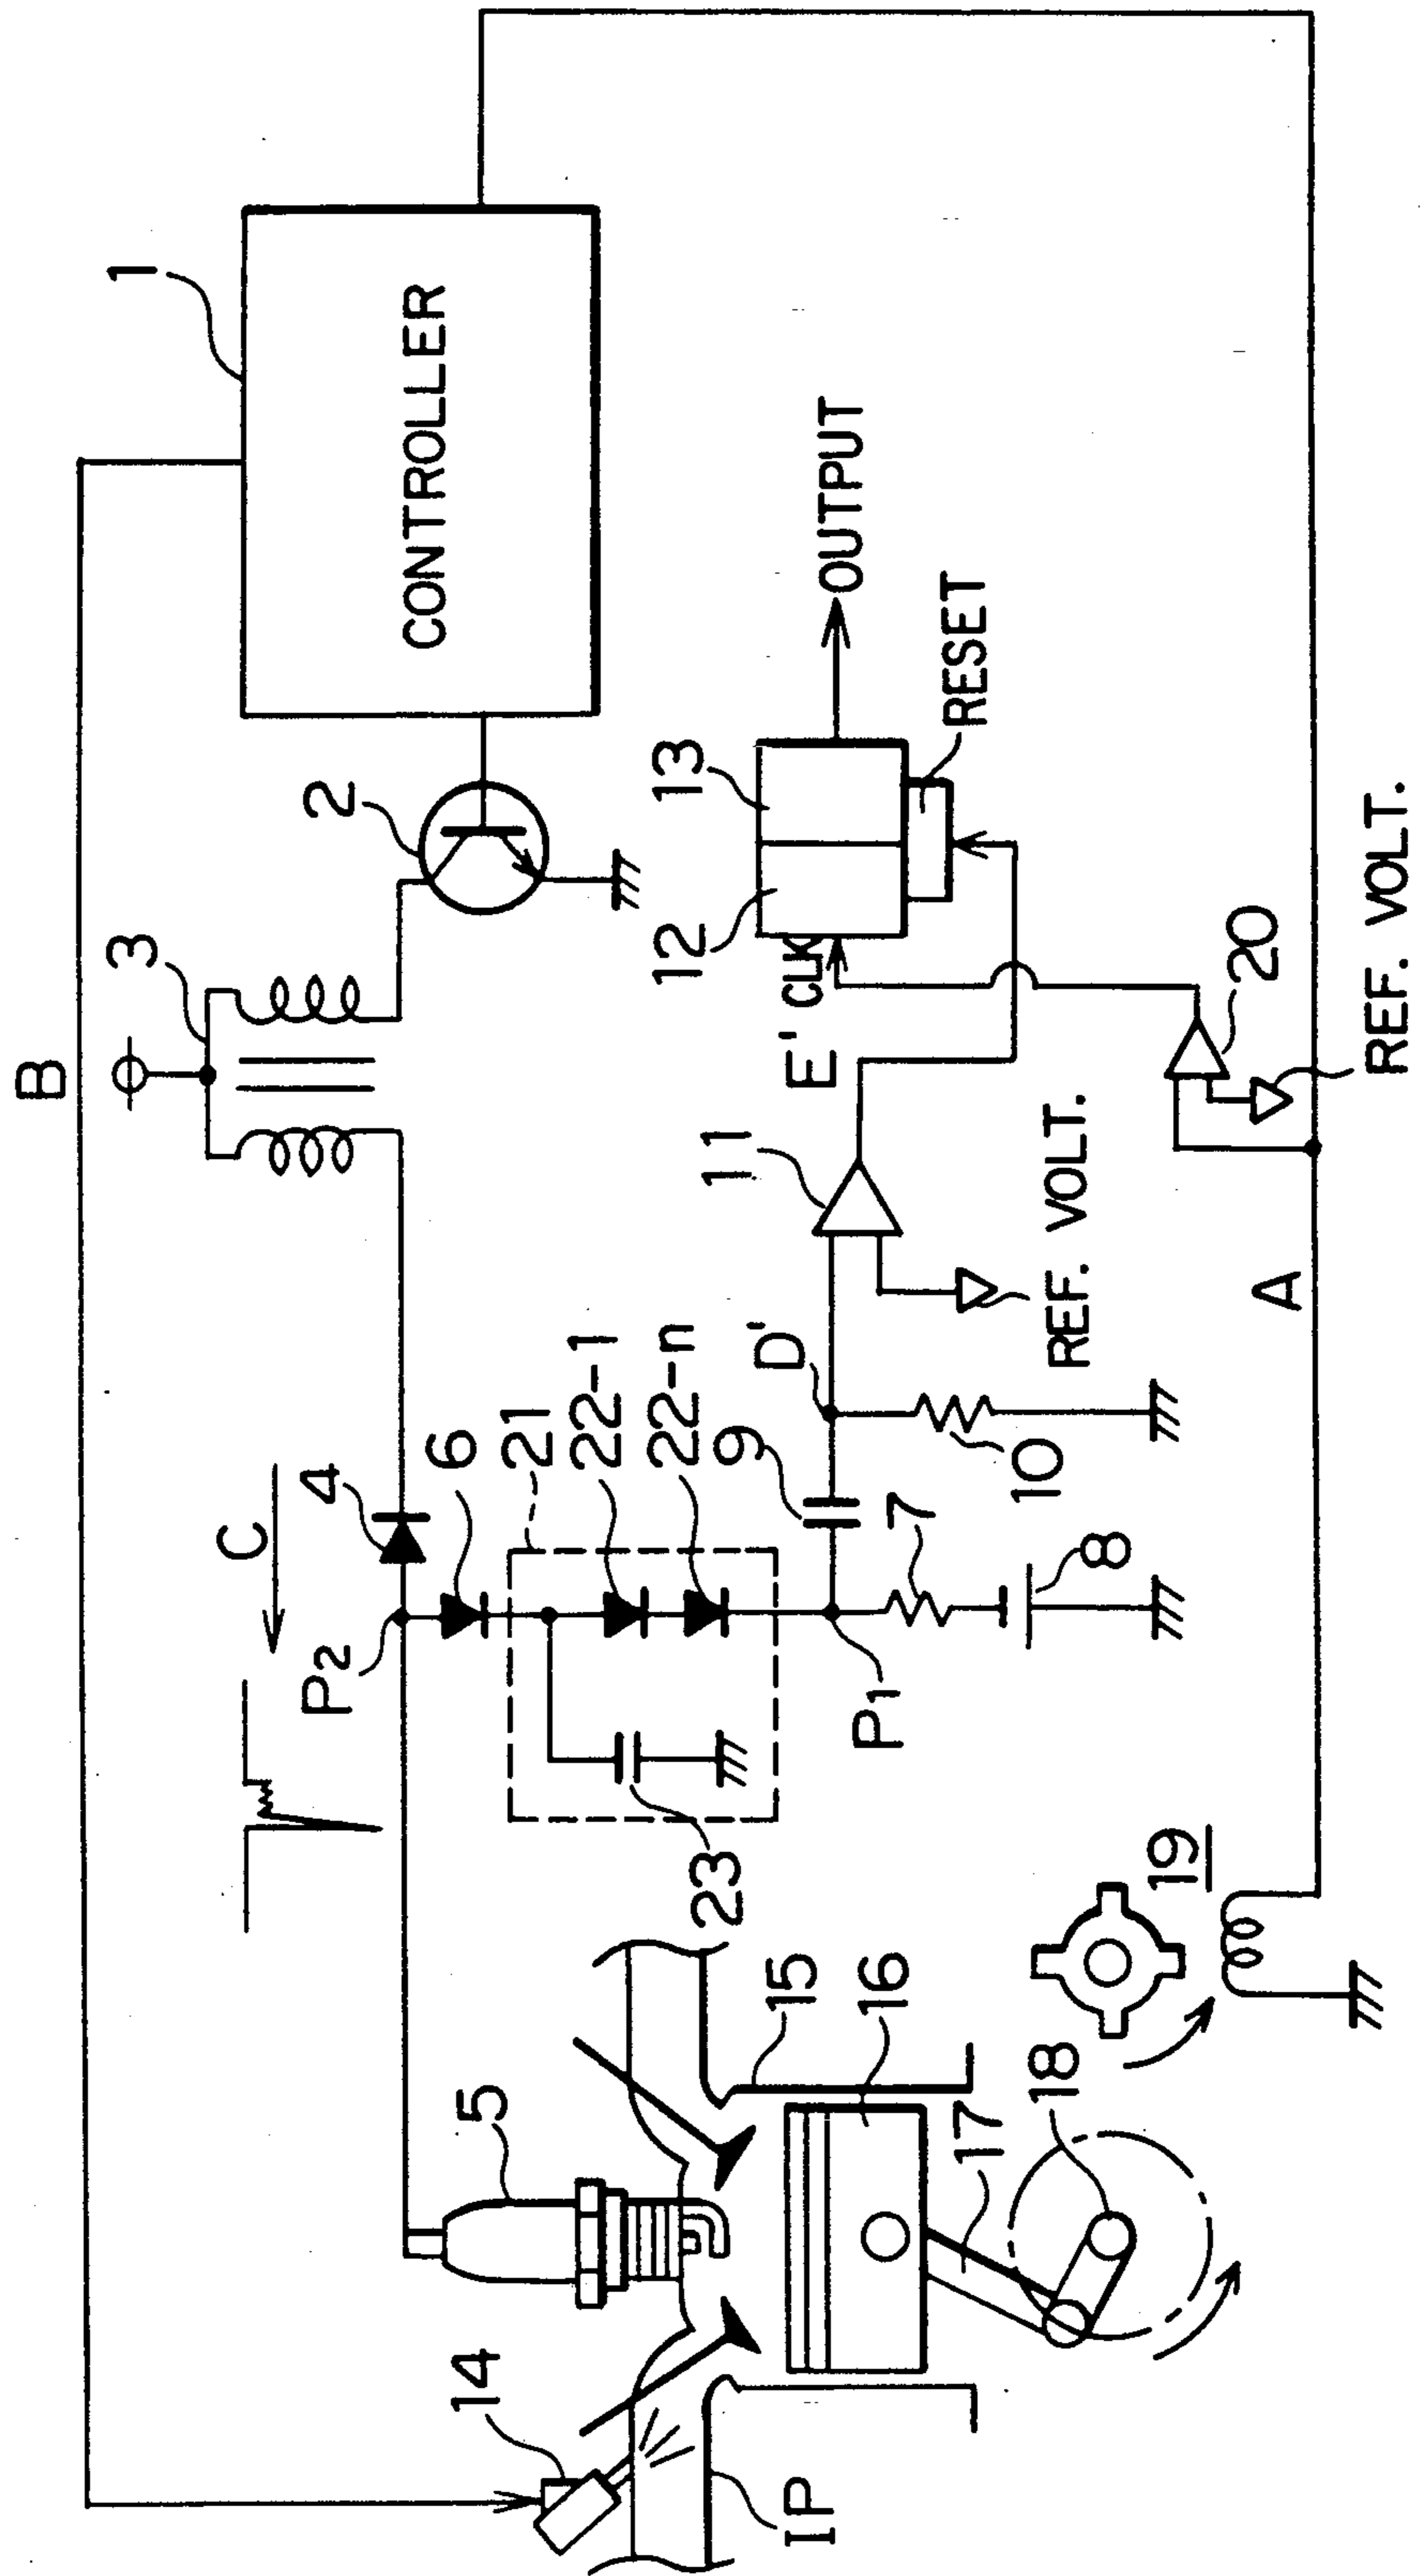 B
1
CONTROLLER
3
2
C
4
P2
6
21
22-1
22-n
9
D'
10
7
8
P1
23
11
REF. VOLT.
E'
CLK
12
13
OUTPUT
RESET
20
REF. VOLT.
A
5
14
IP
15
16
17
18
19